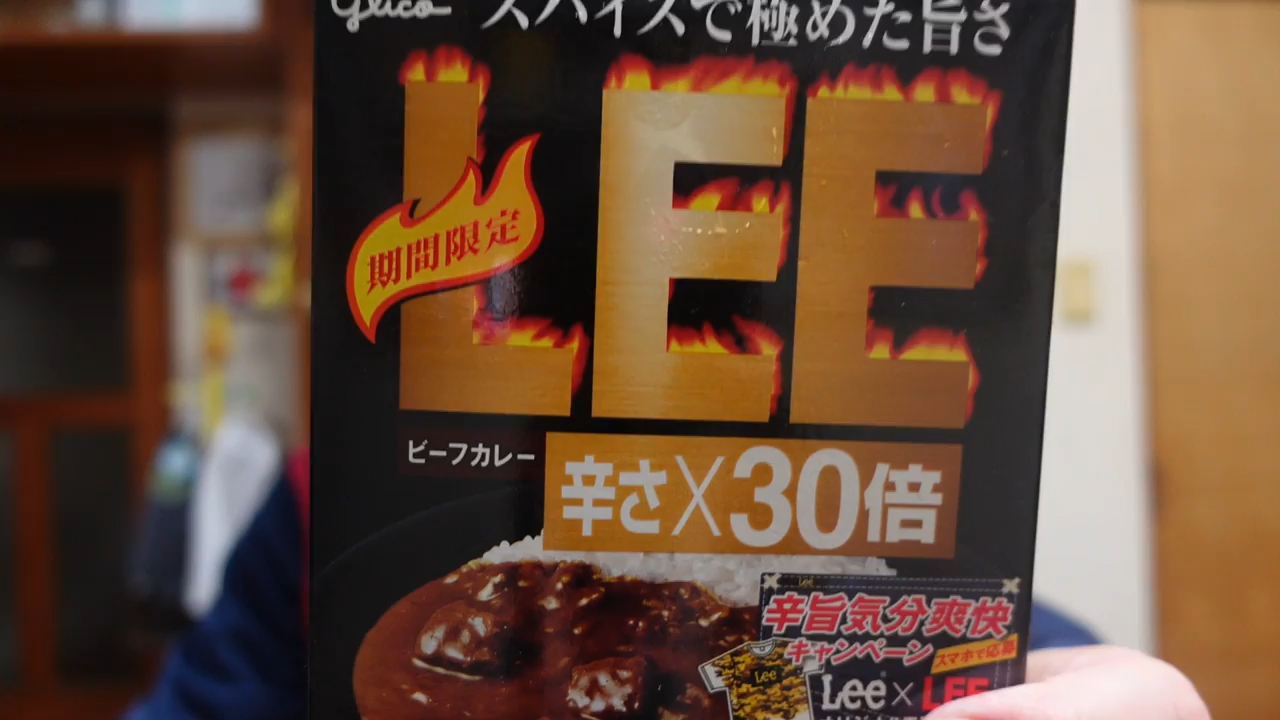 glico
スパイスで極めた旨さ
LEE
期間限定
ビーフカレー
辛さ×30倍
Lee
辛旨気分爽快
キャンペーン
スマホで応募
Lee
Lee® × LEE